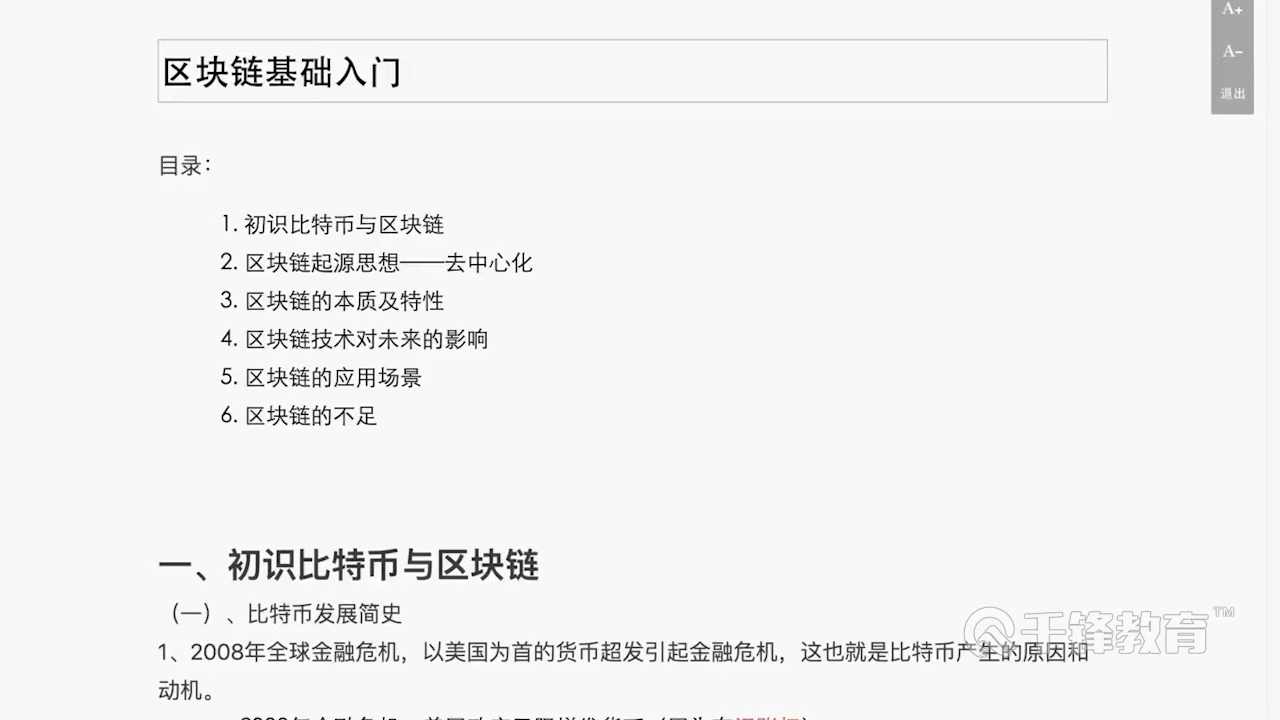 A+
区块链基础入门
A-
退出
目录：
1. 初识比特币与区块链
2. 区块链起源思想——去中心化
3. 区块链的本质及特性
4. 区块链技术对未来的影响
5. 区块链的应用场景
6. 区块链的不足
一、初识比特币与区块链
（一）、比特币发展简史
千锋教育™
1、2008年全球金融危机，以美国为首的货币超发引起金融危机，这也就是比特币产生的原因和
动机。